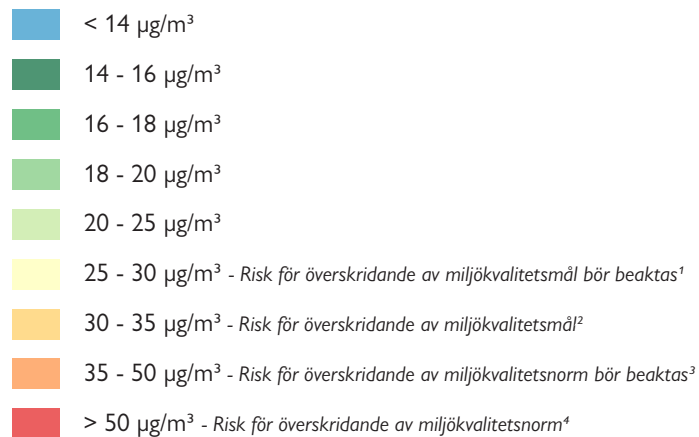 < 14 µg/m³
14 - 16 µg/m³
16 - 18 µg/m³
18 - 20 µg/m³
20 - 25 µg/m³
25 - 30 µg/m³ - Risk för överskridande av miljökvalitetsmål bör beaktas¹
30 - 35 µg/m³ - Risk för överskridande av miljökvalitetsmål²
35 - 50 µg/m³ - Risk för överskridande av miljökvalitetsnorm bör beaktas³
> 50 µg/m³ - Risk för överskridande av miljökvalitetsnorm⁴